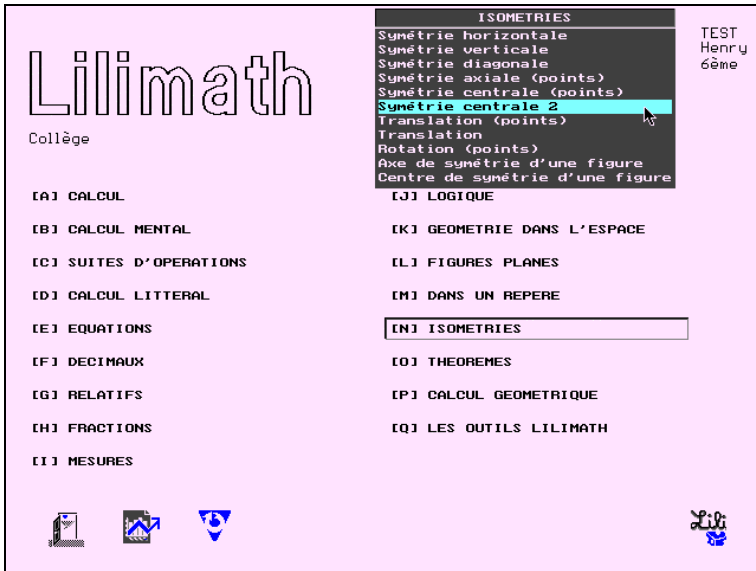 Lilimath
Collège
TEST
Henry
6ème
ISOMETRIES
Symétrie horizontale
Symétrie verticale
Symétrie diagonale
Symétrie axiale (points)
Symétrie centrale (points)
Symétrie centrale 2
Translation (points)
Translation
Rotation (points)
Axe de symétrie d'une figure
Centre de symétrie d'une figure
[A] CALCUL
[B] CALCUL MENTAL
[C] SUITES D'OPERATIONS
[D] CALCUL LITTERAL
[E] EQUATIONS
[F] DECIMAUX
[G] RELATIFS
[H] FRACTIONS
[I] MESURES
[J] LOGIQUE
[K] GEOMETRIE DANS L'ESPACE
[L] FIGURES PLANES
[M] DANS UN REPERE
[N] ISOMETRIES
[O] THEOREMES
[P] CALCUL GEOMETRIQUE
[Q] LES OUTILS LILIMATH
Lili